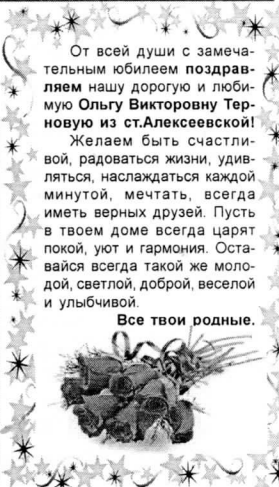 От всей души с замеча-
тельным юбилеем поздрав-
ляем нашу дорогую и люби-
мую Ольгу Викторовну Тер-
новую из ст.Алексеевской!
Желаем быть счастли-
вой, радоваться жизни, удив-
ляться, наслаждаться каждой
минутой, мечтать, всегда
иметь верных друзей. Пусть
в твоем доме всегда царят
покой, уют и гармония. Оста-
вайся всегда такой же моло-
дой, светлой, доброй, веселой
и улыбчивой.
Все твои родные.